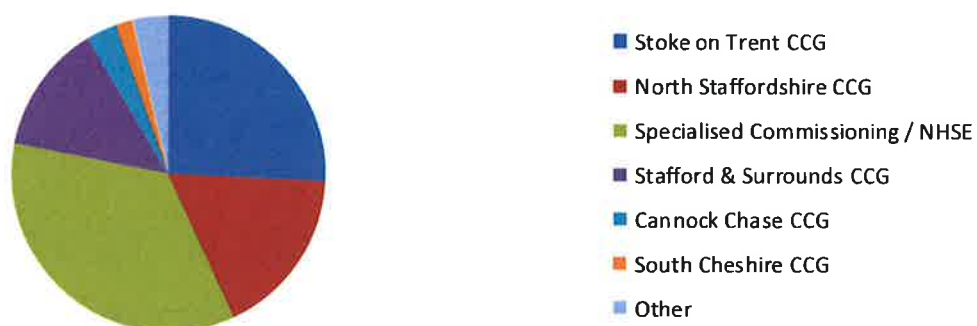 Stoke on Trent CCG
North Staffordshire CCG
Specialised Commissioning / NHSE
Stafford & Surrounds CCG
Cannock Chase CCG
South Cheshire CCG
Other